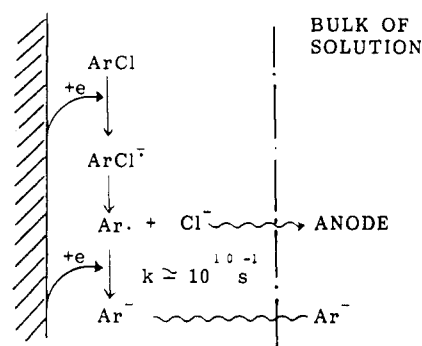 BULK OF
SOLUTION
ArCl
+e
ArCl⁻·
Ar· + Cl⁻ ANODE
+e
k ≃ 10¹⁰ s⁻¹
Ar⁻ Ar⁻